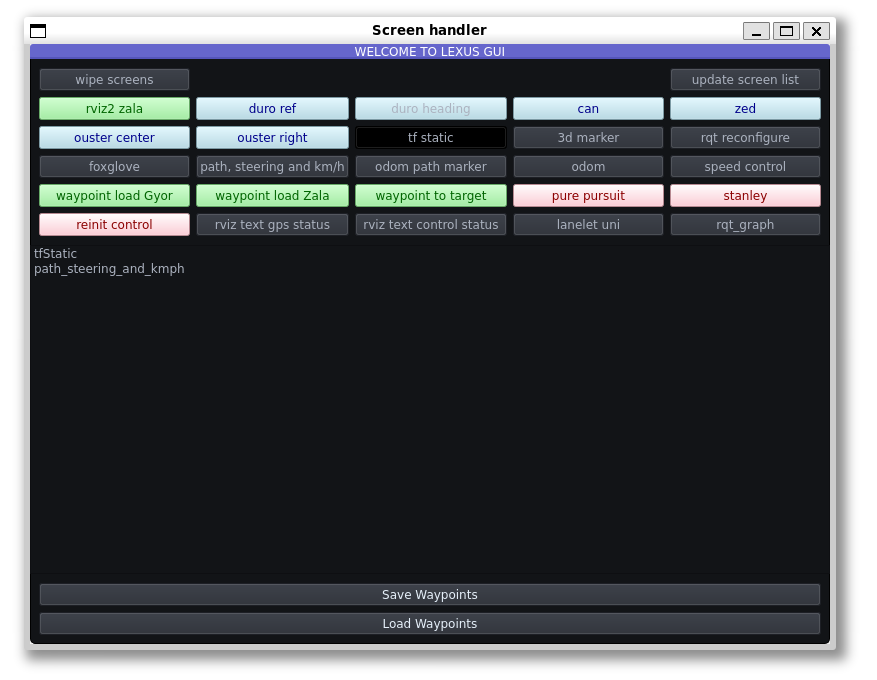 Screen handler
WELCOME TO LEXUS GUI
wipe screens update screen list
rviz2 zala duro ref duro heading can zed
ouster center ouster right tf static 3d marker rqt reconfigure
foxglove path, steering and km/h odom path marker odom speed control
waypoint load Gyor waypoint load Zala waypoint to target pure pursuit stanley
reinit control rviz text gps status rviz text control status lanelet uni rqt_graph
tfStatic
path_steering_and_kmph
Save Waypoints
Load Waypoints